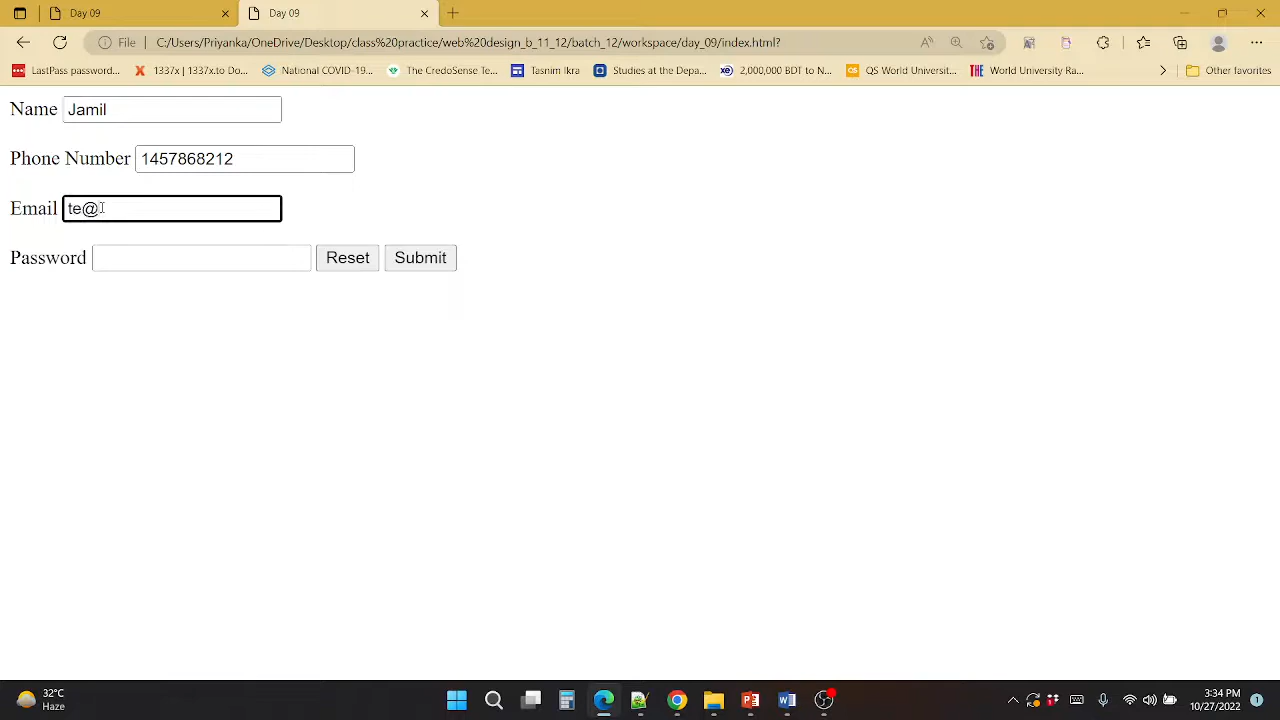 Day 09
Day 09
File C:/Users/Priyanka/OneDrive/Desktop/class%20practice/web%20design_b_11_12/batch_12/workspace/day_09/index.html?
LastPass password... 1337x | 1337x.to Do... National COVID-19... The CredoSense Te... Tasnim Ikra Studies at the Depa... 2,000,000 BDT to N... QS World Universit... World University Ra... Other favorites
Name Jamil
Phone Number 1457868212
Email te@
Password Reset Submit
32°C
Haze
3:34 PM
10/27/2022
1